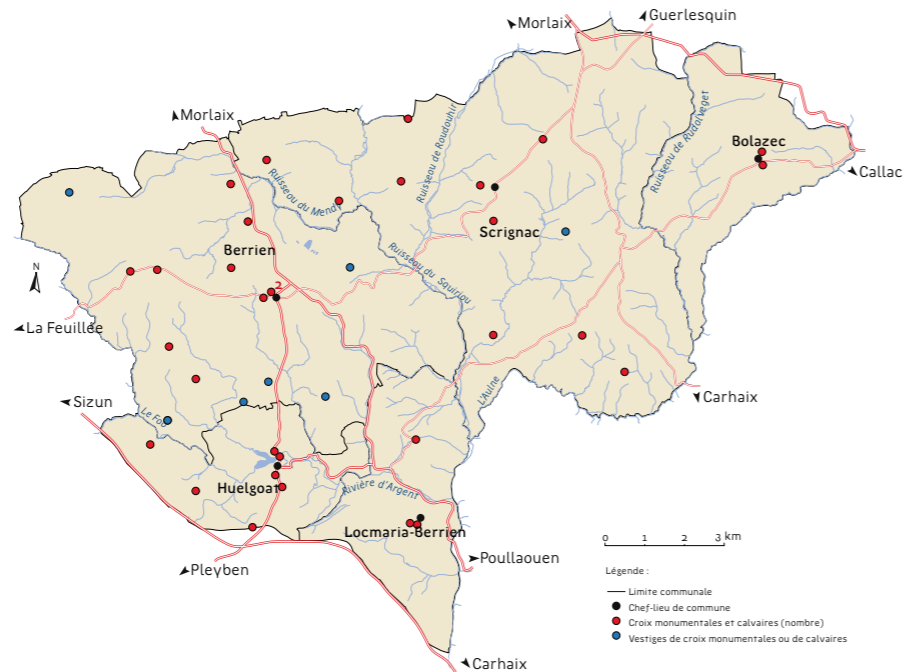 Morlaix
Guerlesquin
Morlaix
Ruisseau de Roudouhir
Ruisseau de Rudolveget
Bolazec
Callac
Ruisseau du Mendy
Scrignac
Berrien
Ruisseau du Squiriou
N
2
La Feuillée
L'Aulne
Carhaix
Sizun
Le Fao
Huelgoat
Rivière d'Argent
Locmaria-Berrien
Poullaouen
Pleyben
Carhaix
0 1 2 3 km
Légende :
Limite communale
Chef-lieu de commune
Croix monumentales et calvaires (nombre)
Vestiges de croix monumentales ou de calvaires